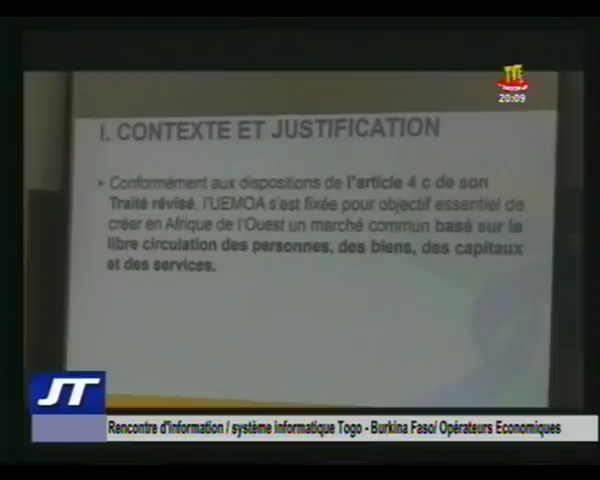 TVT
20:09
I. CONTEXTE ET JUSTIFICATION
• Conformément aux dispositions de l'article 4 c de son
Traité révisé, l'UEMOA s'est fixée pour objectif essentiel de
créer en Afrique de l'Ouest un marché commun basé sur la
libre circulation des personnes, des biens, des capitaux
et des services.
JT
Rencontre d'information / système informatique Togo - Burkina Faso/ Opérateurs Economiques